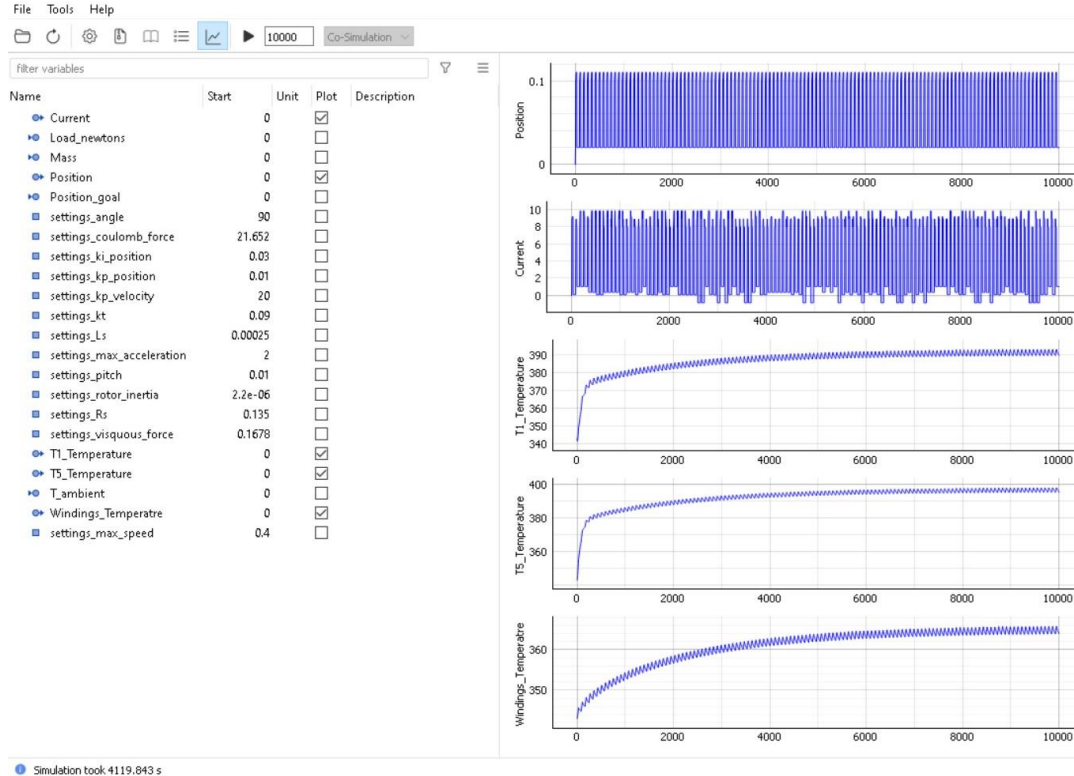 File Tools Help
10000 Co-Simulation
filter variables
Name Start Unit Plot Description
Current 0
Load_newtons 0
Mass 0
Position 0
Position_goal 0
settings_angle 90
settings_coulomb_force 21.652
settings_ki_position 0.03
settings_kp_position 0.01
settings_kp_velocity 20
settings_kt 0.09
settings_Ls 0.00025
settings_max_acceleration 2
settings_pitch 0.01
settings_rotor_inertia 2.2e-06
settings_Rs 0.135
settings_visquous_force 0.1678
T1_Temperature 0
T5_Temperature 0
T_ambient 0
Windings_Temperatre 0
settings_max_speed 0.4
Position
0.1
0
0 2000 4000 6000 8000 10000
Current
10
8
6
4
2
0
0 2000 4000 6000 8000 10000
T1_Temperature
390
380
370
360
350
340
0 2000 4000 6000 8000 10000
T5_Temperature
400
380
360
0 2000 4000 6000 8000 10000
Windings_Temperatre
360
350
0 2000 4000 6000 8000 10000
Simulation took 4119.843 s